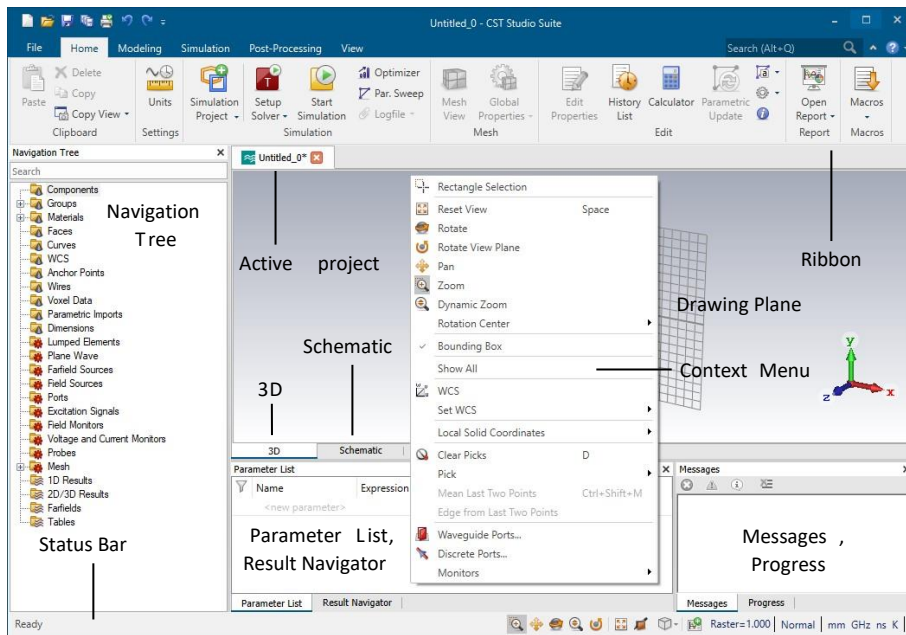 Untitled_0 - CST Studio Suite
File Home Modeling Simulation Post-Processing View Search (Alt+Q)
Paste
Delete
Copy
Copy View
Clipboard
Units
Settings
Simulation Project
Setup Solver
Start Simulation
Optimizer
Par. Sweep
Logfile
Simulation
Mesh View
Global Properties
Mesh
Edit Properties
History List
Calculator
Parametric Update
Edit
Open Report
Report
Macros
Macros
Navigation Tree
Search
Components
Groups
Materials
Faces
Curves
WCS
Anchor Points
Wires
Voxel Data
Parametric Imports
Dimensions
Lumped Elements
Plane Wave
Farfield Sources
Field Sources
Ports
Excitation Signals
Field Monitors
Voltage and Current Monitors
Probes
Mesh
1D Results
2D/3D Results
Farfields
Tables
Navigation
Tree
Status Bar
Untitled_0*
Active project
Schematic
3D
3D Schematic
Rectangle Selection
Reset View Space
Rotate
Rotate View Plane
Pan
Zoom
Dynamic Zoom
Rotation Center
Bounding Box
Show All
WCS
Set WCS
Local Solid Coordinates
Clear Picks D
Pick
Mean Last Two Points Ctrl+Shift+M
Edge from Last Two Points
Waveguide Ports...
Discrete Ports...
Monitors
Ribbon
Drawing Plane
Context Menu
y
z
x
Parameter List
Name Expression
<new parameter>
Parameter List,
Result Navigator
Parameter List Result Navigator
Messages
Messages ,
Progress
Messages Progress
Ready
Raster=1.000 Normal mm GHz ns K